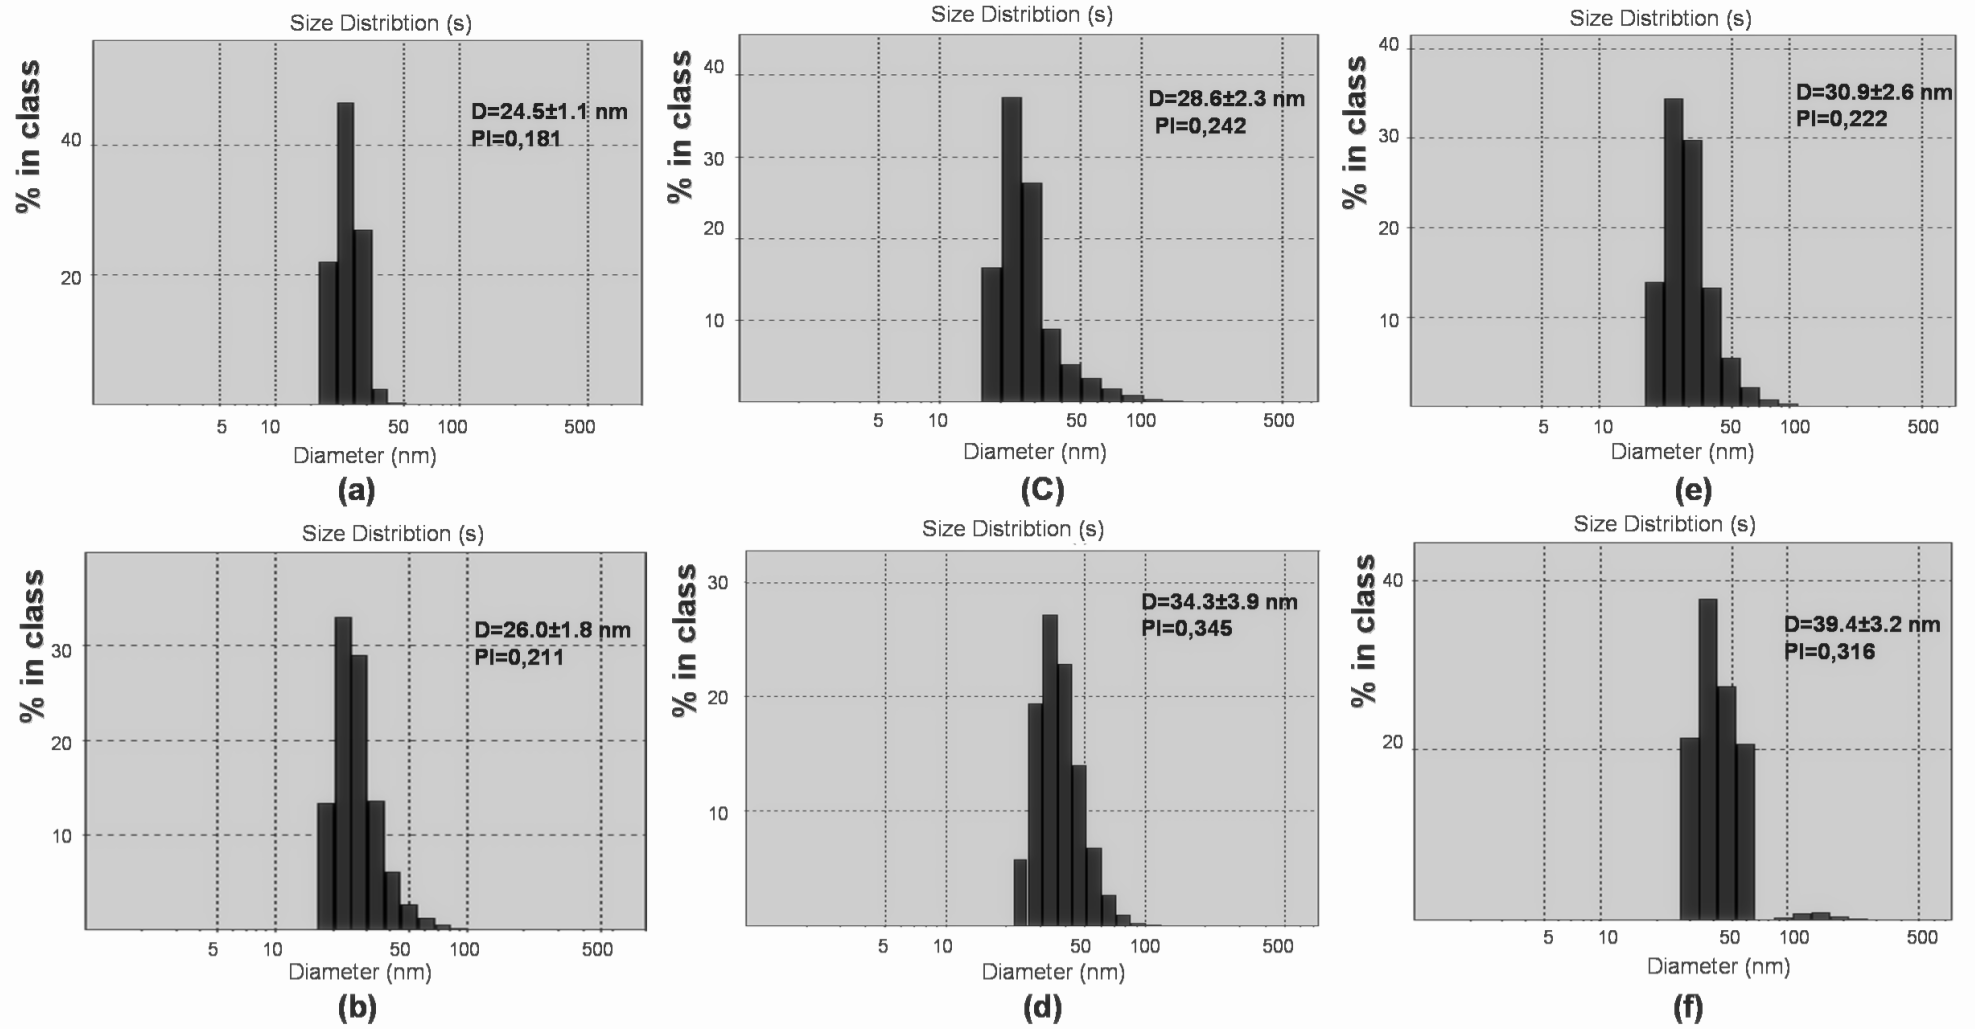 Size Distribtion (s)
% in class
40
20
D=24.5±1.1 nm
PI=0,181
5 10 50 100 500
Diameter (nm)
(a)
Size Distribtion (s)
% in class
40
30
20
10
D=28.6±2.3 nm
PI=0,242
5 10 50 100 500
Diameter (nm)
(C)
Size Distribtion (s)
% in class
40
30
20
10
D=30.9±2.6 nm
PI=0,222
5 10 50 100 500
Diameter (nm)
(e)
Size Distribtion (s)
% in class
30
20
10
D=26.0±1.8 nm
PI=0,211
5 10 50 100 500
Diameter (nm)
(b)
Size Distribtion (s)
% in class
30
20
10
D=34.3±3.9 nm
PI=0,345
5 10 50 100 500
Diameter (nm)
(d)
Size Distribtion (s)
% in class
40
20
D=39.4±3.2 nm
PI=0,316
5 10 50 100 500
Diameter (nm)
(f)